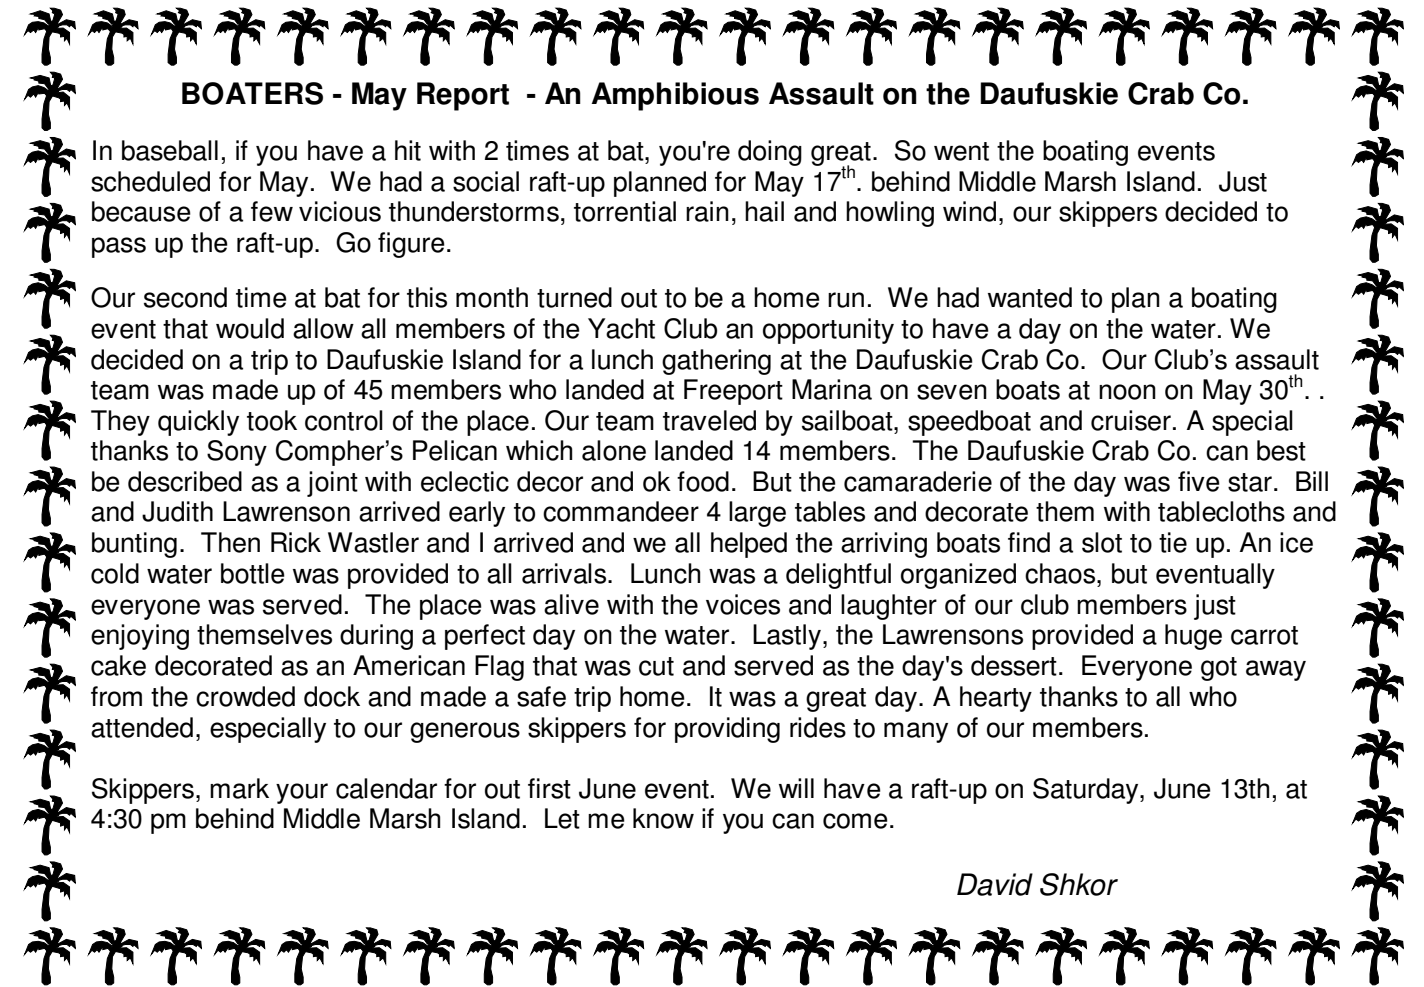 BOATERS - May Report - An Amphibious Assault on the Daufuskie Crab Co.
In baseball, if you have a hit with 2 times at bat, you're doing great. So went the boating events
scheduled for May. We had a social raft-up planned for May 17th. behind Middle Marsh Island. Just
because of a few vicious thunderstorms, torrential rain, hail and howling wind, our skippers decided to
pass up the raft-up. Go figure.
Our second time at bat for this month turned out to be a home run. We had wanted to plan a boating
event that would allow all members of the Yacht Club an opportunity to have a day on the water. We
decided on a trip to Daufuskie Island for a lunch gathering at the Daufuskie Crab Co. Our Club’s assault
team was made up of 45 members who landed at Freeport Marina on seven boats at noon on May 30th. .
They quickly took control of the place. Our team traveled by sailboat, speedboat and cruiser. A special
thanks to Sony Compher’s Pelican which alone landed 14 members. The Daufuskie Crab Co. can best
be described as a joint with eclectic decor and ok food. But the camaraderie of the day was five star. Bill
and Judith Lawrenson arrived early to commandeer 4 large tables and decorate them with tablecloths and
bunting. Then Rick Wastler and I arrived and we all helped the arriving boats find a slot to tie up. An ice
cold water bottle was provided to all arrivals. Lunch was a delightful organized chaos, but eventually
everyone was served. The place was alive with the voices and laughter of our club members just
enjoying themselves during a perfect day on the water. Lastly, the Lawrensons provided a huge carrot
cake decorated as an American Flag that was cut and served as the day's dessert. Everyone got away
from the crowded dock and made a safe trip home. It was a great day. A hearty thanks to all who
attended, especially to our generous skippers for providing rides to many of our members.
Skippers, mark your calendar for out first June event. We will have a raft-up on Saturday, June 13th, at
4:30 pm behind Middle Marsh Island. Let me know if you can come.
David Shkor